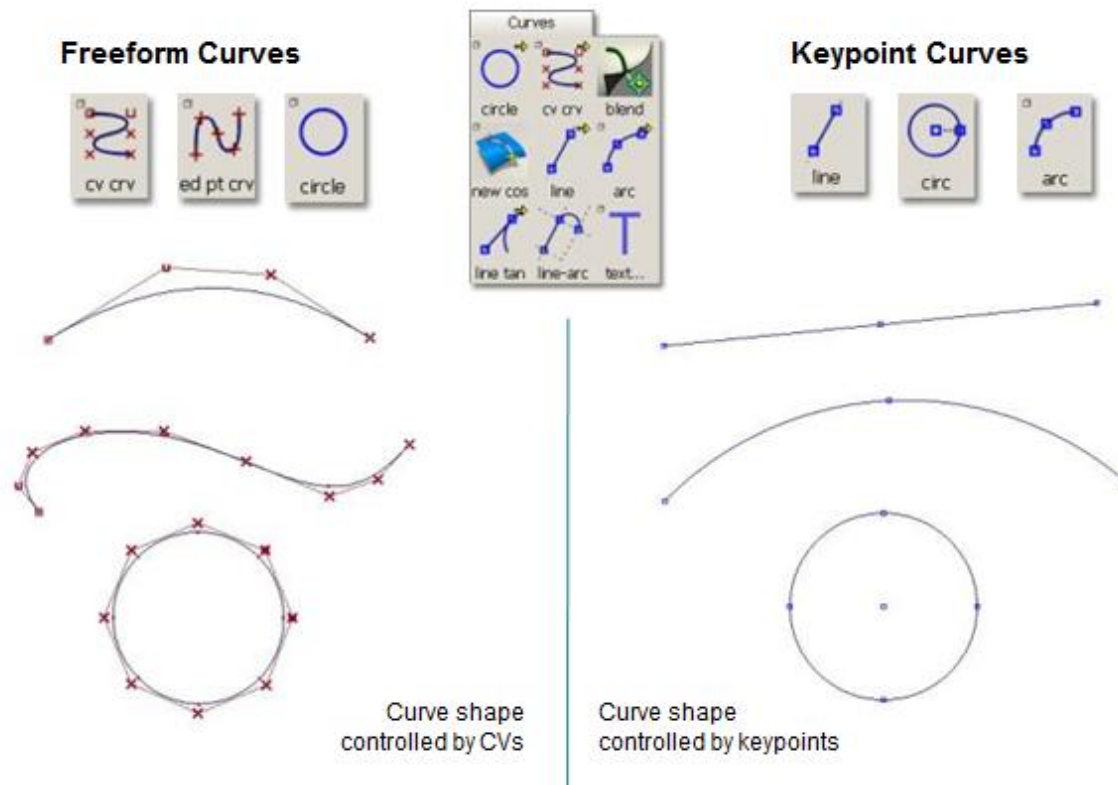 Curves
Freeform Curves
Keypoint Curves
cv crv
ed pt crv
circle
circle
cv crv
blend
new cos
line
arc
line tan
line-arc
text...
line
circ
arc
Curve shape
controlled by CVs
Curve shape
controlled by keypoints